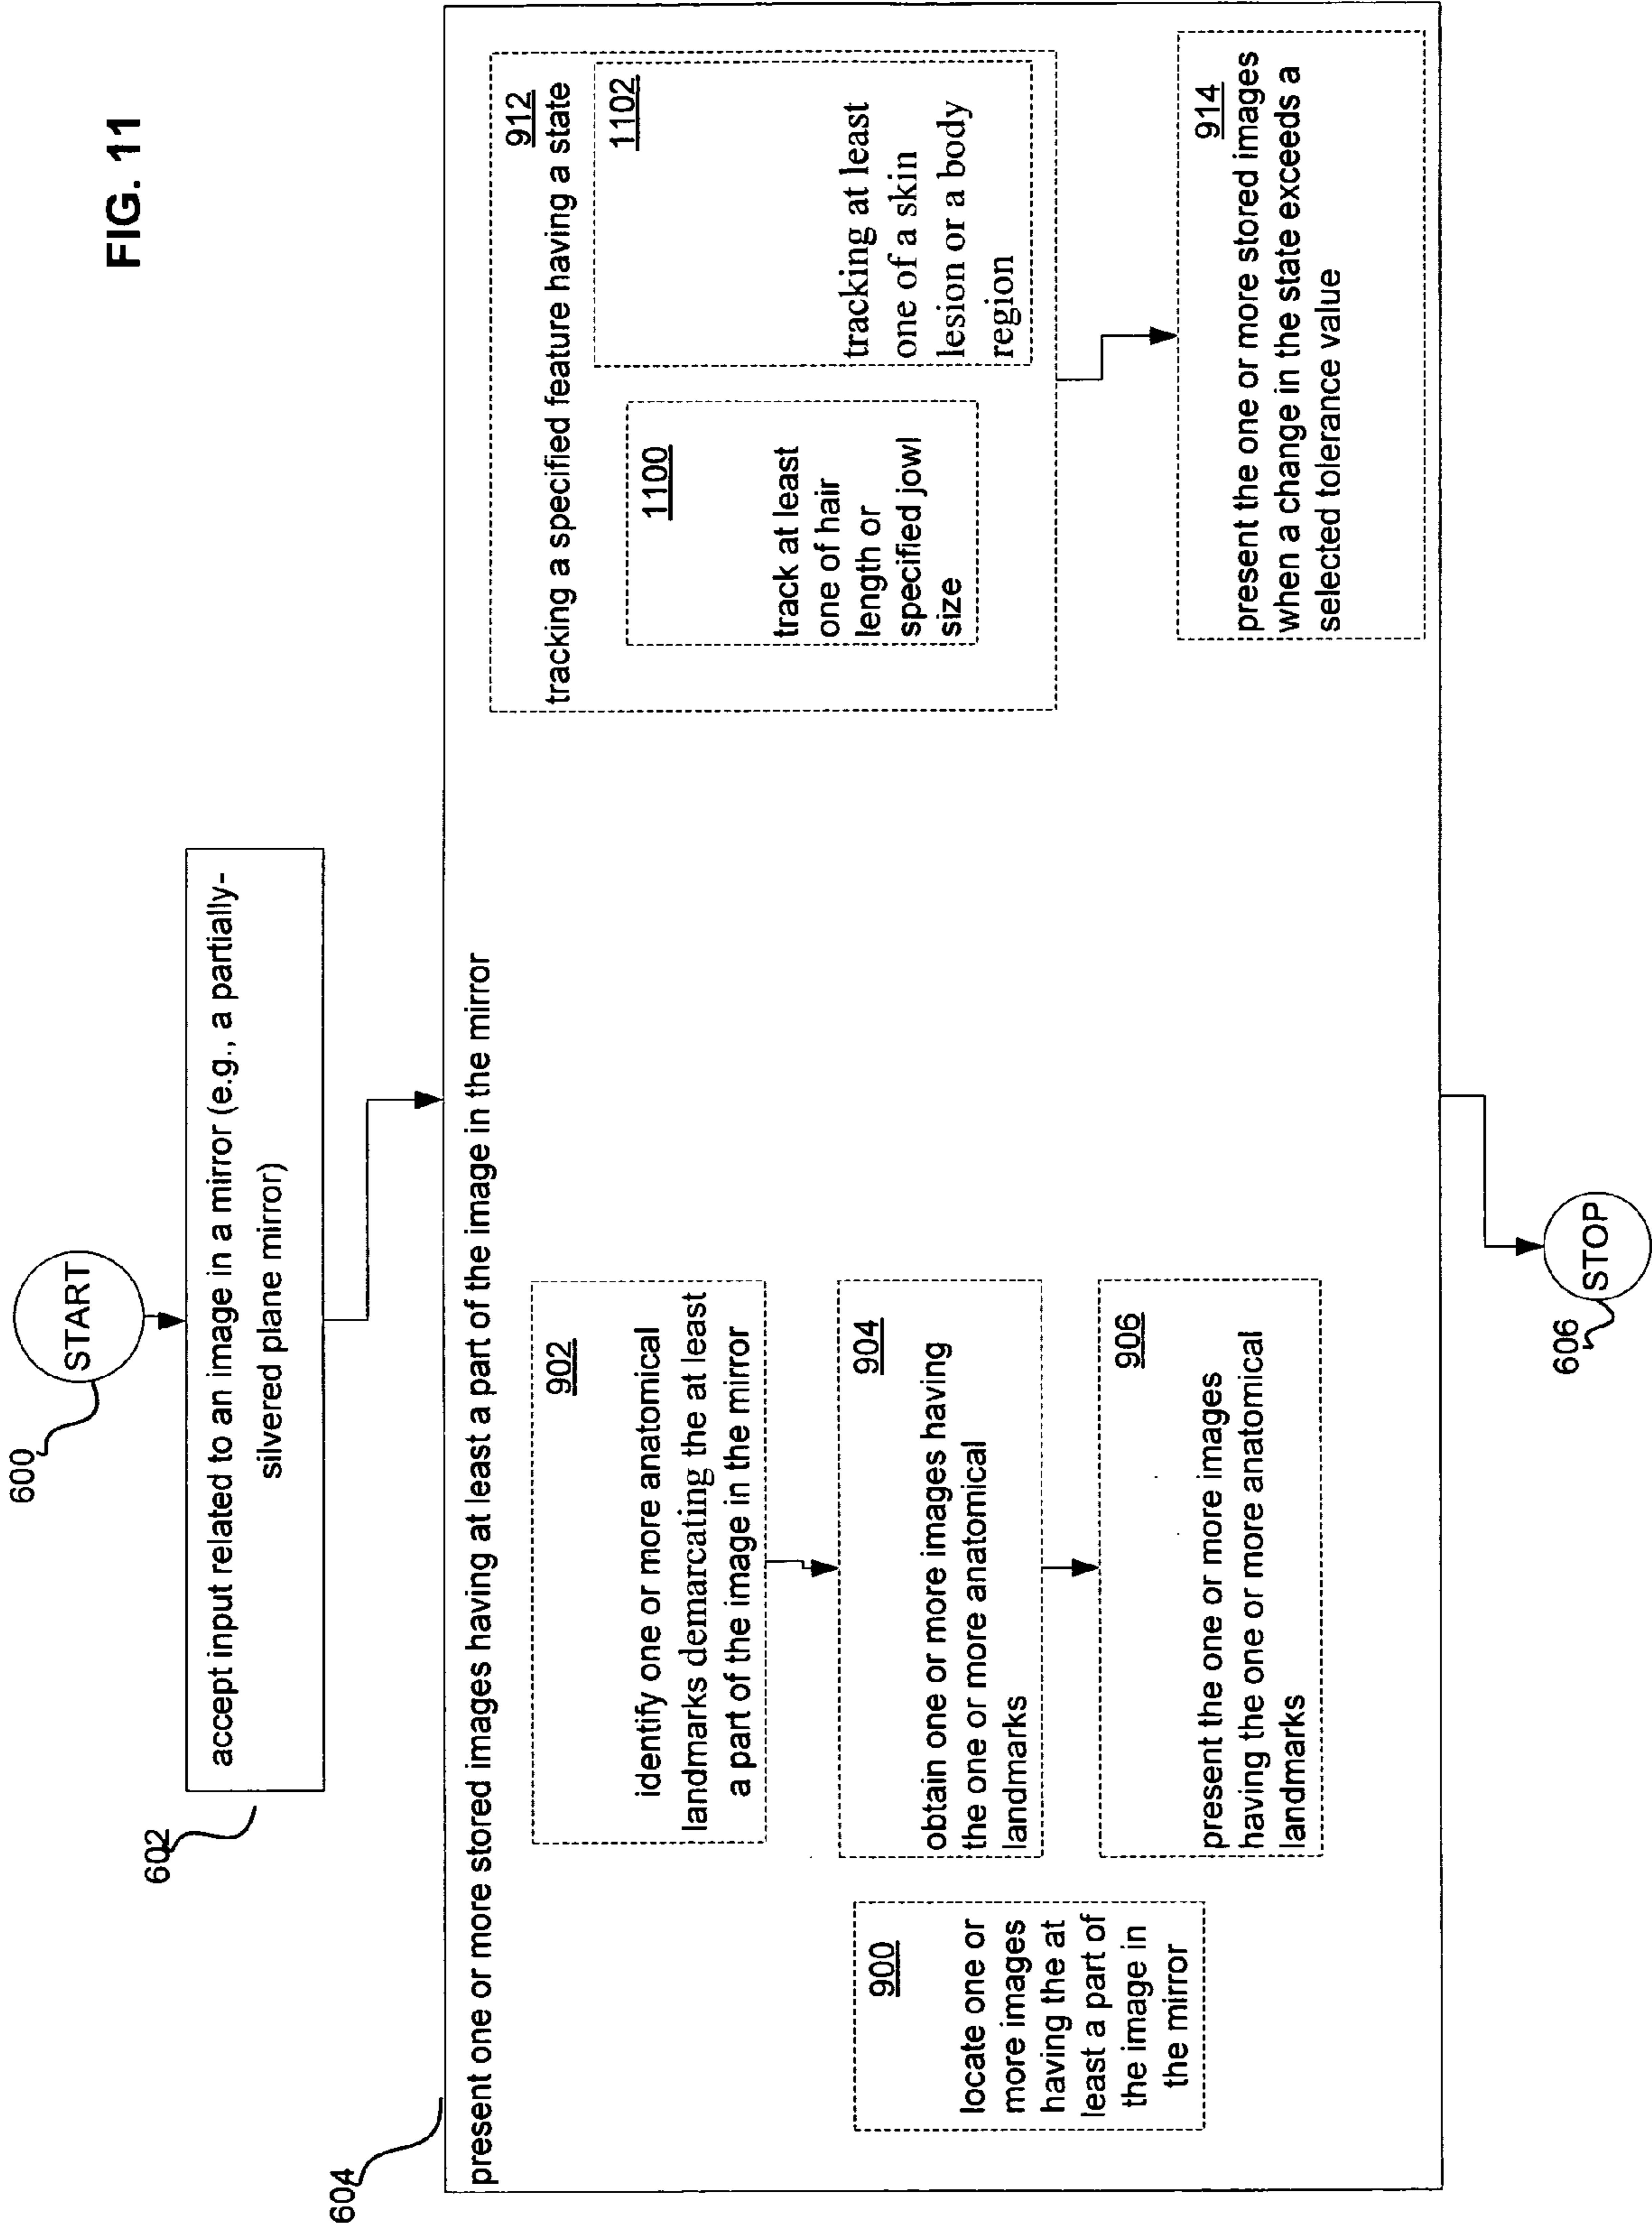 FIG. 11
600
START
602
accept input related to an image in a mirror (e.g., a partially-
silvered plane mirror)
604
present one or more stored images having at least a part of the image in the mirror
900
locate one or
more images
having the at
least a part of
the image in
the mirror
902
identify one or more anatomical
landmarks demarcating the at least
a part of the image in the mirror
904
obtain one or more images having
the one or more anatomical
landmarks
906
present the one or more images
having the one or more anatomical
landmarks
912
tracking a specified feature having a state
1100
track at least
one of hair
length or
specified jowl
size
1102
tracking at least
one of a skin
lesion or a body
region
914
present the one or more stored images
when a change in the state exceeds a
selected tolerance value
606
STOP